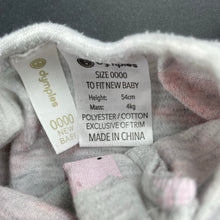 dymples
0000
NEW
BABY
dymples
SIZE 0000
TO FIT NEW BABY
Height: 54cm
Mass: 4kg
POLYESTER / COTTON
EXCLUSIVE OF TRIM
MADE IN CHINA